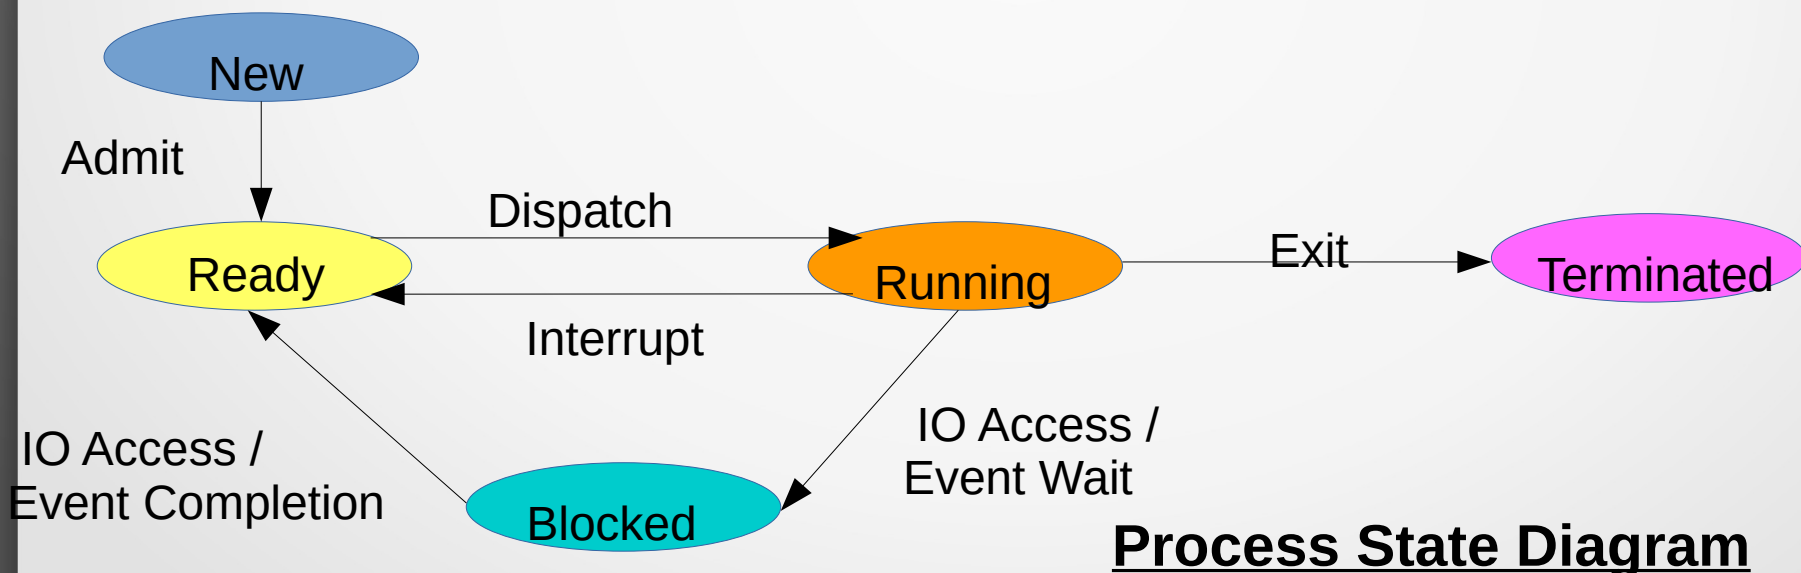 New
Admit
Dispatch
Ready
Running
Exit
Terminated
Interrupt
IO Access /
Event Completion
IO Access /
Event Wait
Blocked
Process State Diagram